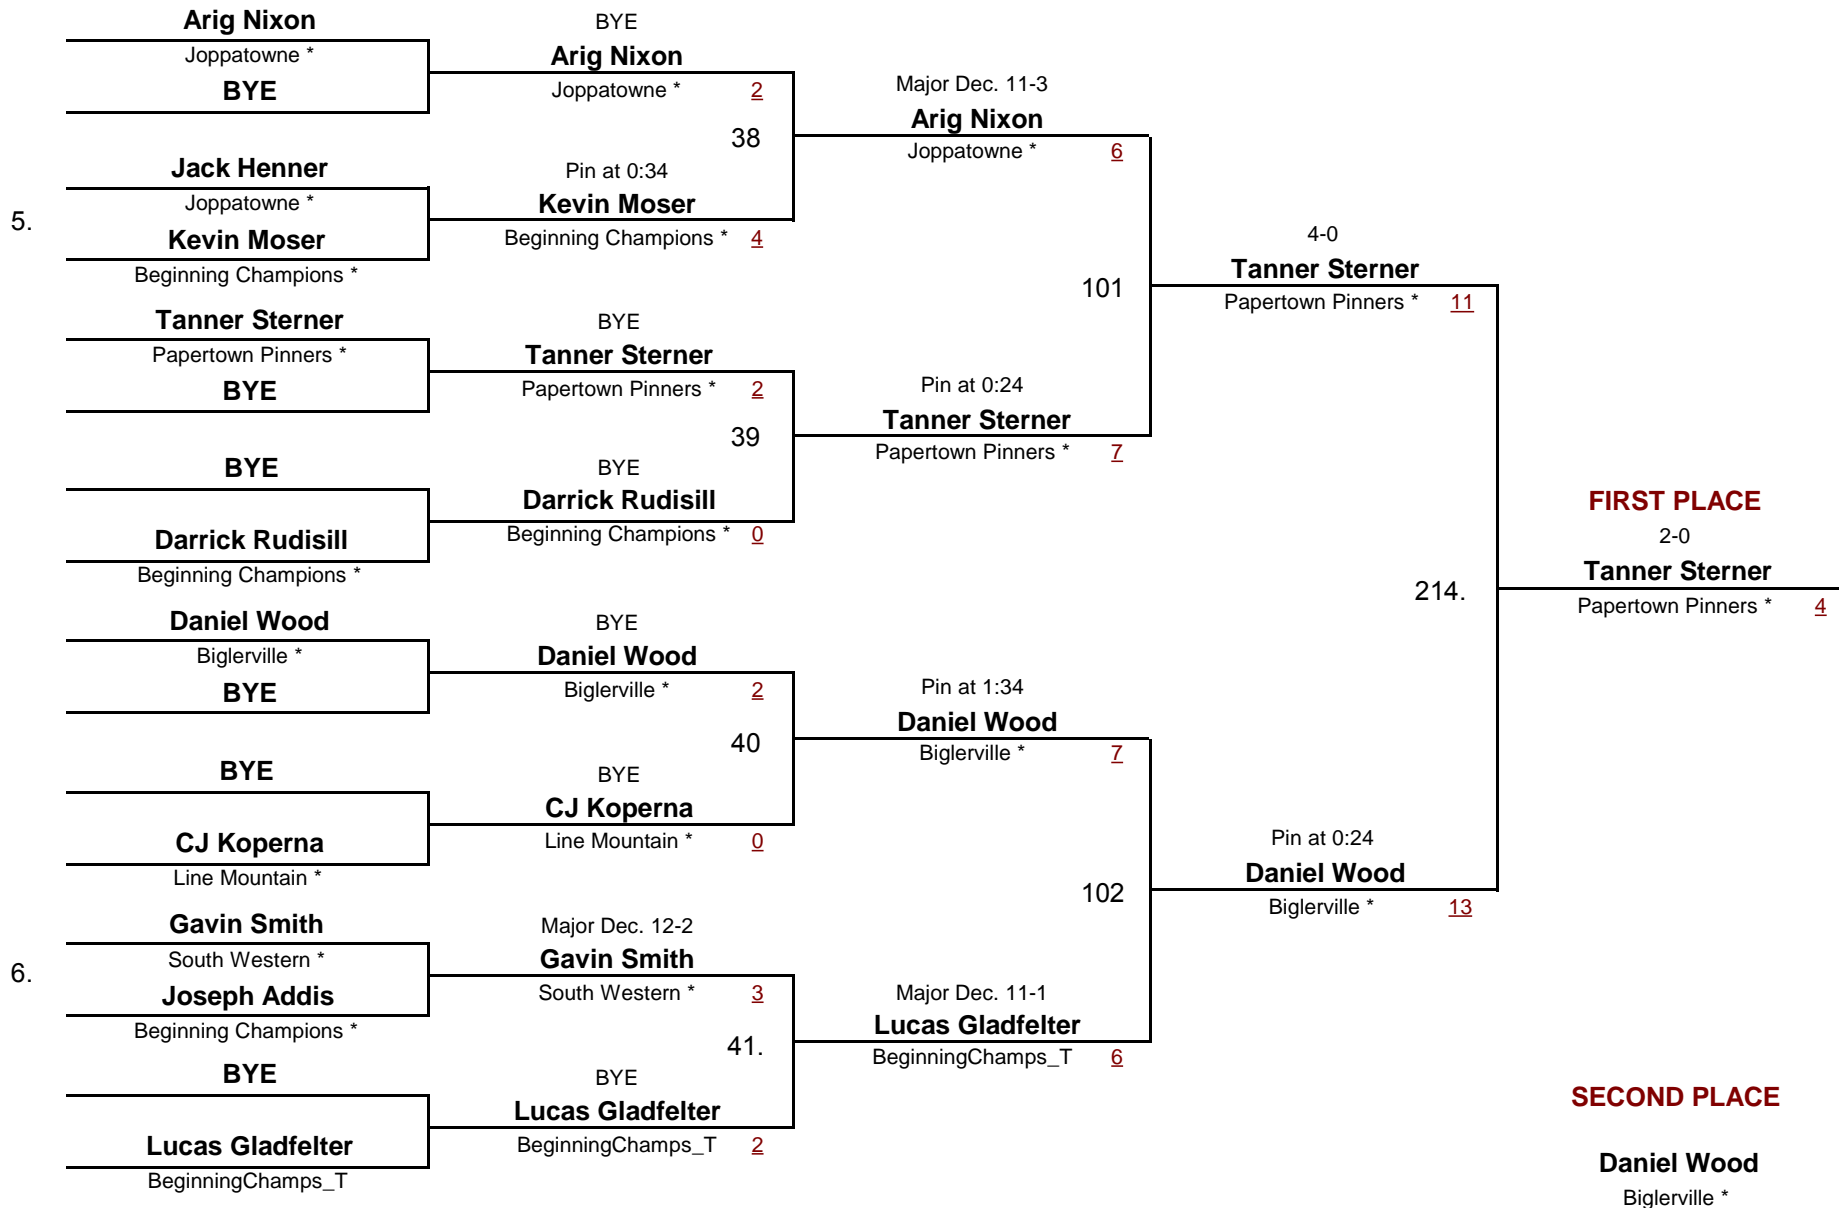 Arig Nixon
Joppatowne *
BYE
5.
Jack Henner
Joppatowne *
Kevin Moser
Beginning Champions *
Tanner Sterner
Papertown Pinners *
BYE
BYE
Darrick Rudisill
Beginning Champions *
Daniel Wood
Biglerville *
BYE
BYE
CJ Koperna
Line Mountain *
6.
Gavin Smith
South Western *
Joseph Addis
Beginning Champions *
BYE
Lucas Gladfelter
BeginningChamps_T
BYE
Arig Nixon
Joppatowne * 2
38
Pin at 0:34
Kevin Moser
Beginning Champions * 4
BYE
Tanner Sterner
Papertown Pinners * 2
39
BYE
Darrick Rudisill
Beginning Champions * 0
BYE
Daniel Wood
Biglerville * 2
40
BYE
CJ Koperna
Line Mountain * 0
Major Dec. 12-2
Gavin Smith
South Western * 3
41.
BYE
Lucas Gladfelter
BeginningChamps_T 2
Major Dec. 11-3
Arig Nixon
Joppatowne * 6
101
Pin at 0:24
Tanner Sterner
Papertown Pinners * 7
Pin at 1:34
Daniel Wood
Biglerville * 7
102
Major Dec. 11-1
Lucas Gladfelter
BeginningChamps_T 6
4-0
Tanner Sterner
Papertown Pinners * 11
214.
Pin at 0:24
Daniel Wood
Biglerville * 13
FIRST PLACE
2-0
Tanner Sterner
Papertown Pinners * 4
SECOND PLACE
Daniel Wood
Biglerville *